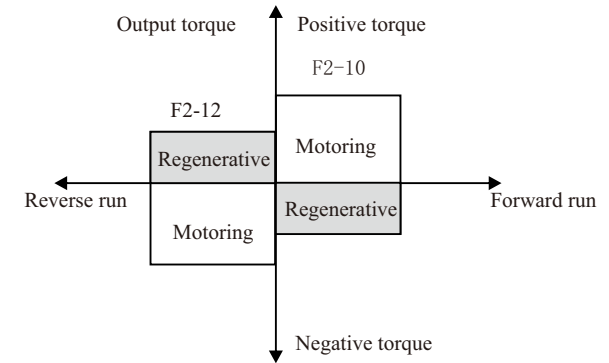 Output torque
Positive torque
F2-10
F2-12
Motoring
Regenerative
Reverse run
Forward run
Regenerative
Motoring
Negative torque